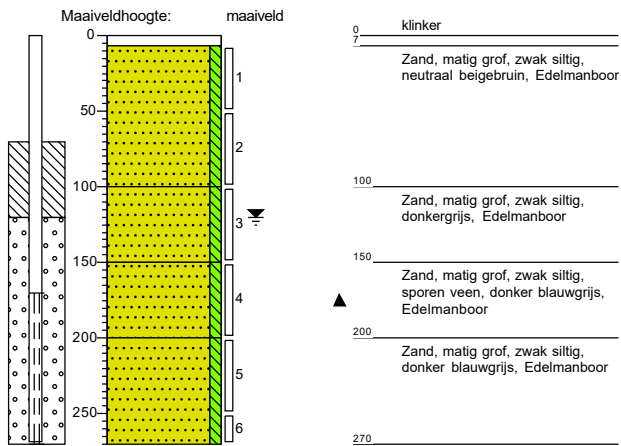 Maaiveldhoogte: maaiveld
0
50
100
150
200
250
1
2
3
4
5
6
0 klinker
7
Zand, matig grof, zwak siltig,
neutraal beigebruin, Edelmanboor
100
Zand, matig grof, zwak siltig,
donkergrijs, Edelmanboor
150
Zand, matig grof, zwak siltig,
sporen veen, donker blauwgrijs,
Edelmanboor
200
Zand, matig grof, zwak siltig,
donker blauwgrijs, Edelmanboor
270